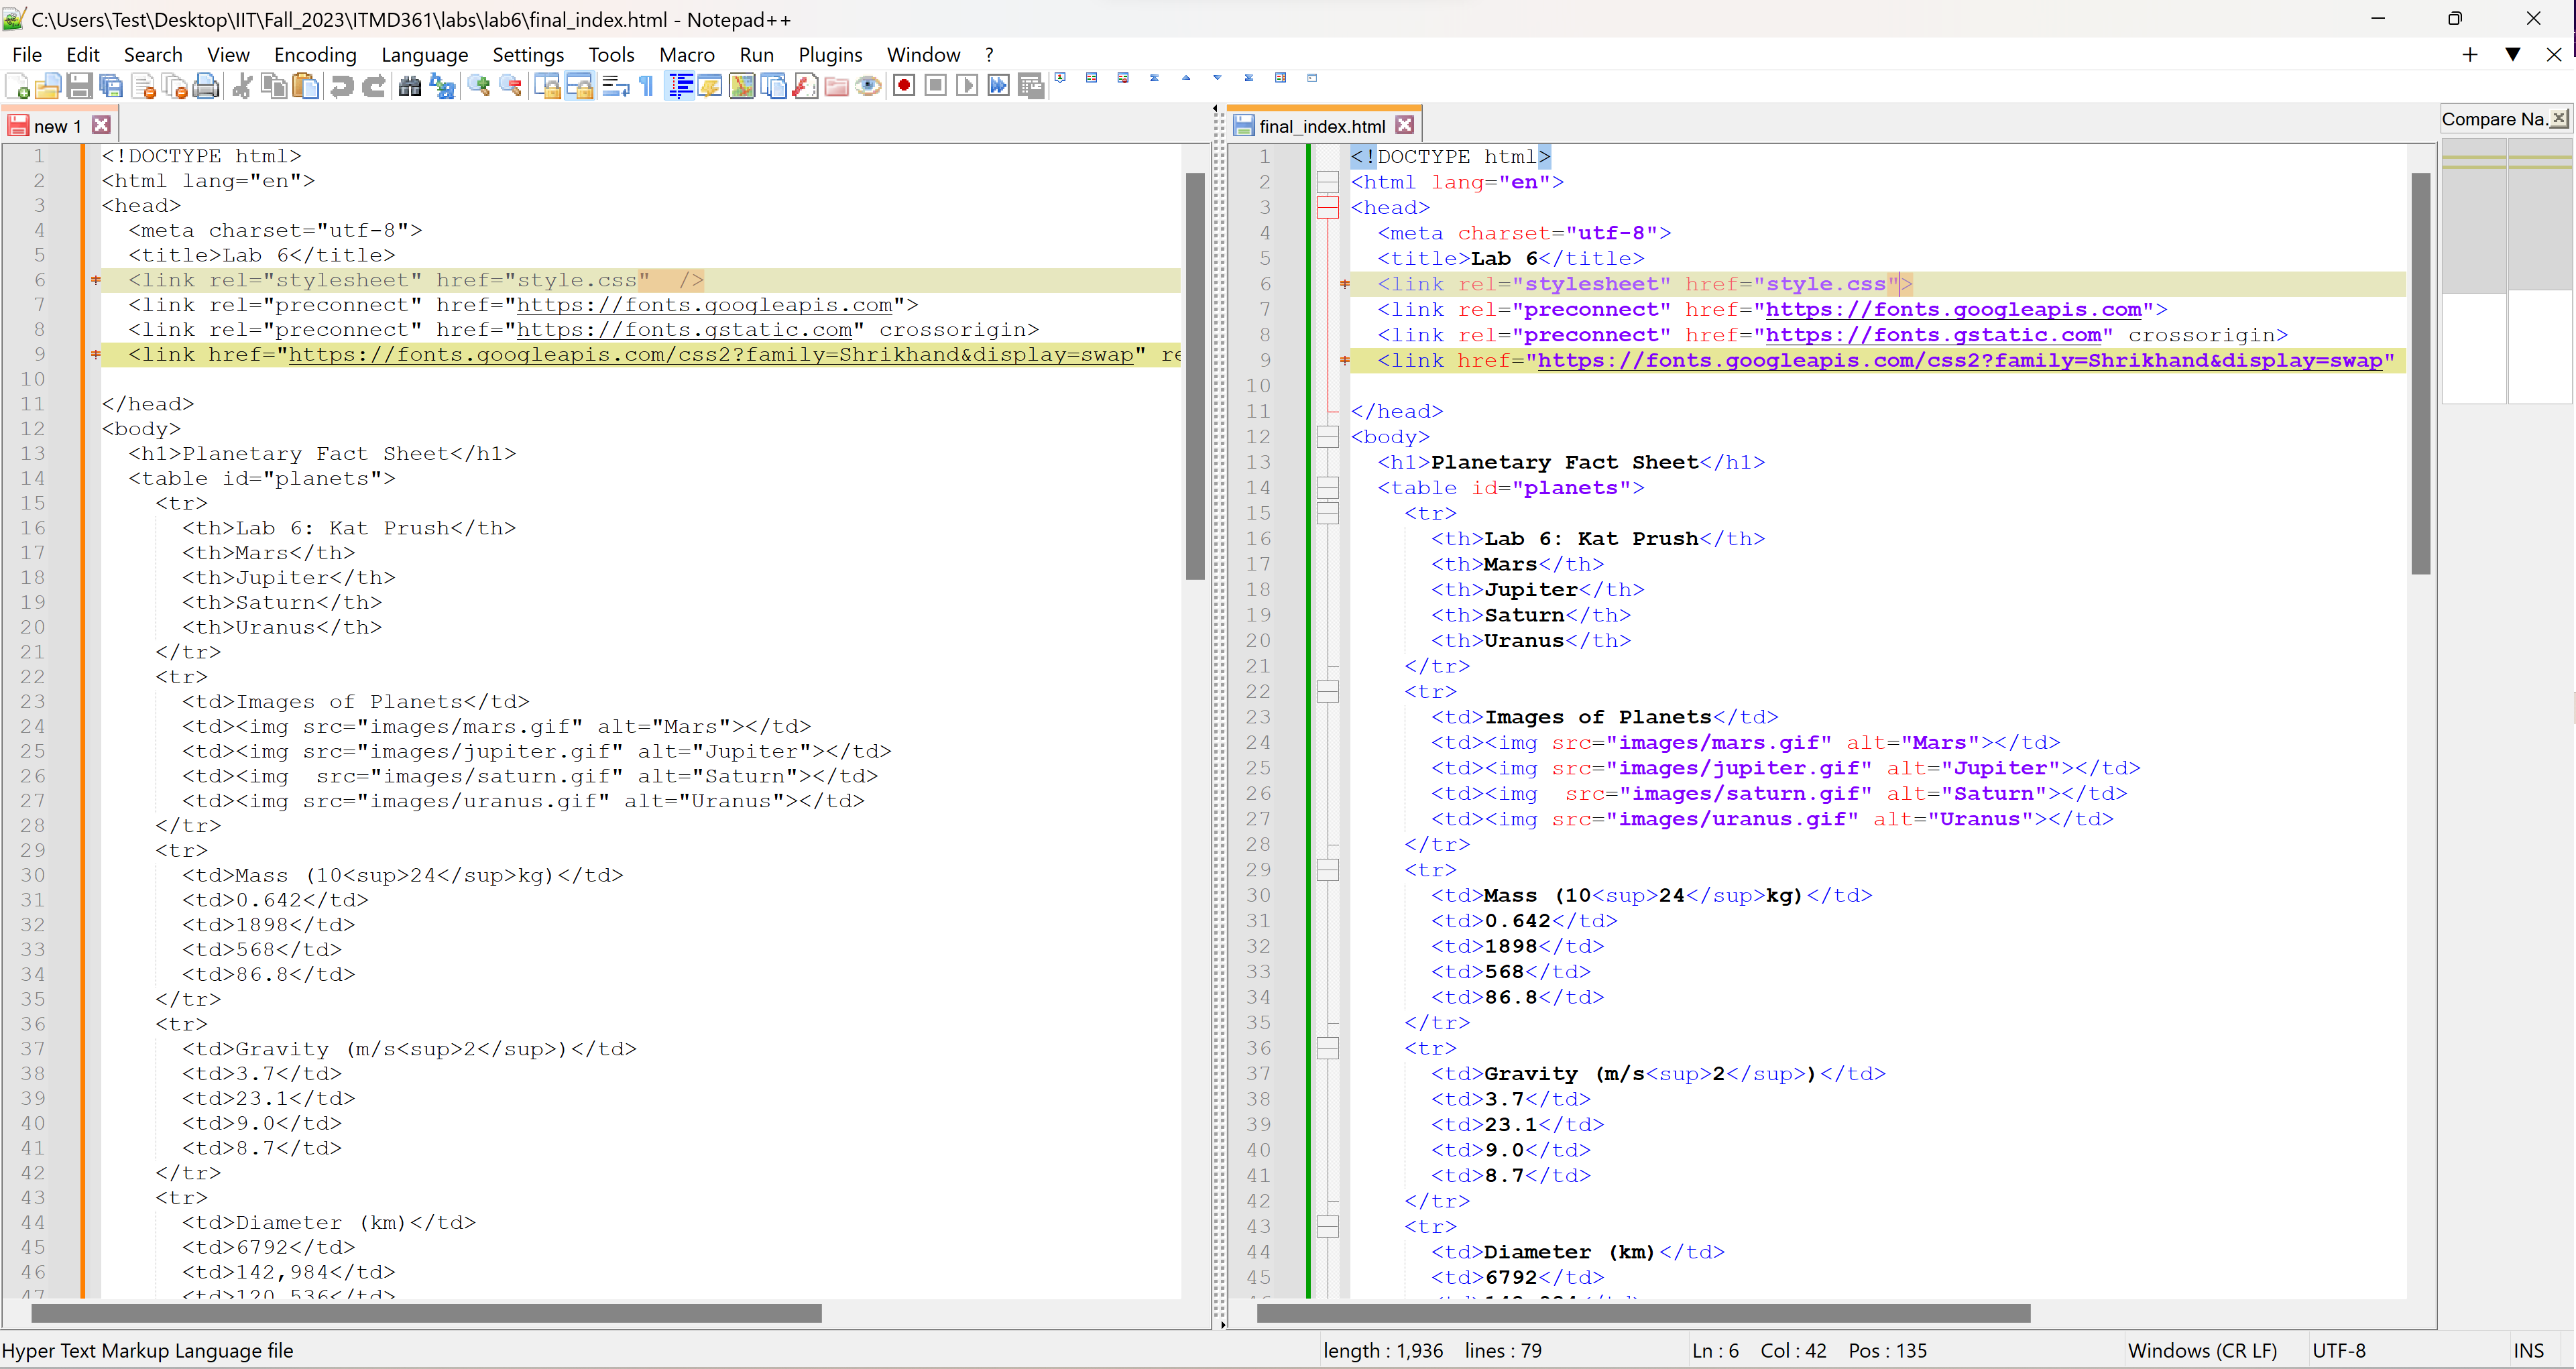 C:\Users\Test\Desktop\IIT\Fall_2023\ITMD361\labs\lab6\final_index.html - Notepad++
File Edit Search View Encoding Language Settings Tools Macro Run Plugins Window ?
new 1
1 <!DOCTYPE html>
2 <html lang="en">
3 <head>
4 <meta charset="utf-8">
5 <title>Lab 6</title>
6 <link rel="stylesheet" href="style.css"  />
7 <link rel="preconnect" href="https://fonts.googleapis.com">
8 <link rel="preconnect" href="https://fonts.gstatic.com" crossorigin>
9 <link href="https://fonts.googleapis.com/css2?family=Shrikhand&display=swap" re
10
11 </head>
12 <body>
13 <h1>Planetary Fact Sheet</h1>
14 <table id="planets">
15 <tr>
16 <th>Lab 6: Kat Prush</th>
17 <th>Mars</th>
18 <th>Jupiter</th>
19 <th>Saturn</th>
20 <th>Uranus</th>
21 </tr>
22 <tr>
23 <td>Images of Planets</td>
24 <td><img src="images/mars.gif" alt="Mars"></td>
25 <td><img src="images/jupiter.gif" alt="Jupiter"></td>
26 <td><img  src="images/saturn.gif" alt="Saturn"></td>
27 <td><img src="images/uranus.gif" alt="Uranus"></td>
28 </tr>
29 <tr>
30 <td>Mass (10<sup>24</sup>kg)</td>
31 <td>0.642</td>
32 <td>1898</td>
33 <td>568</td>
34 <td>86.8</td>
35 </tr>
36 <tr>
37 <td>Gravity (m/s<sup>2</sup>)</td>
38 <td>3.7</td>
39 <td>23.1</td>
40 <td>9.0</td>
41 <td>8.7</td>
42 </tr>
43 <tr>
44 <td>Diameter (km)</td>
45 <td>6792</td>
46 <td>142,984</td>
47 <td>120,536</td>
final_index.html
1 <!DOCTYPE html>
2 <html lang="en">
3 <head>
4 <meta charset="utf-8">
5 <title>Lab 6</title>
6 <link rel="stylesheet" href="style.css">
7 <link rel="preconnect" href="https://fonts.googleapis.com">
8 <link rel="preconnect" href="https://fonts.gstatic.com" crossorigin>
9 <link href="https://fonts.googleapis.com/css2?family=Shrikhand&display=swap"
10
11 </head>
12 <body>
13 <h1>Planetary Fact Sheet</h1>
14 <table id="planets">
15 <tr>
16 <th>Lab 6: Kat Prush</th>
17 <th>Mars</th>
18 <th>Jupiter</th>
19 <th>Saturn</th>
20 <th>Uranus</th>
21 </tr>
22 <tr>
23 <td>Images of Planets</td>
24 <td><img src="images/mars.gif" alt="Mars"></td>
25 <td><img src="images/jupiter.gif" alt="Jupiter"></td>
26 <td><img  src="images/saturn.gif" alt="Saturn"></td>
27 <td><img src="images/uranus.gif" alt="Uranus"></td>
28 </tr>
29 <tr>
30 <td>Mass (10<sup>24</sup>kg)</td>
31 <td>0.642</td>
32 <td>1898</td>
33 <td>568</td>
34 <td>86.8</td>
35 </tr>
36 <tr>
37 <td>Gravity (m/s<sup>2</sup>)</td>
38 <td>3.7</td>
39 <td>23.1</td>
40 <td>9.0</td>
41 <td>8.7</td>
42 </tr>
43 <tr>
44 <td>Diameter (km)</td>
45 <td>6792</td>
Compare Na.
Hyper Text Markup Language file length : 1,936 lines : 79 Ln : 6 Col : 42 Pos : 135 Windows (CR LF) UTF-8 INS